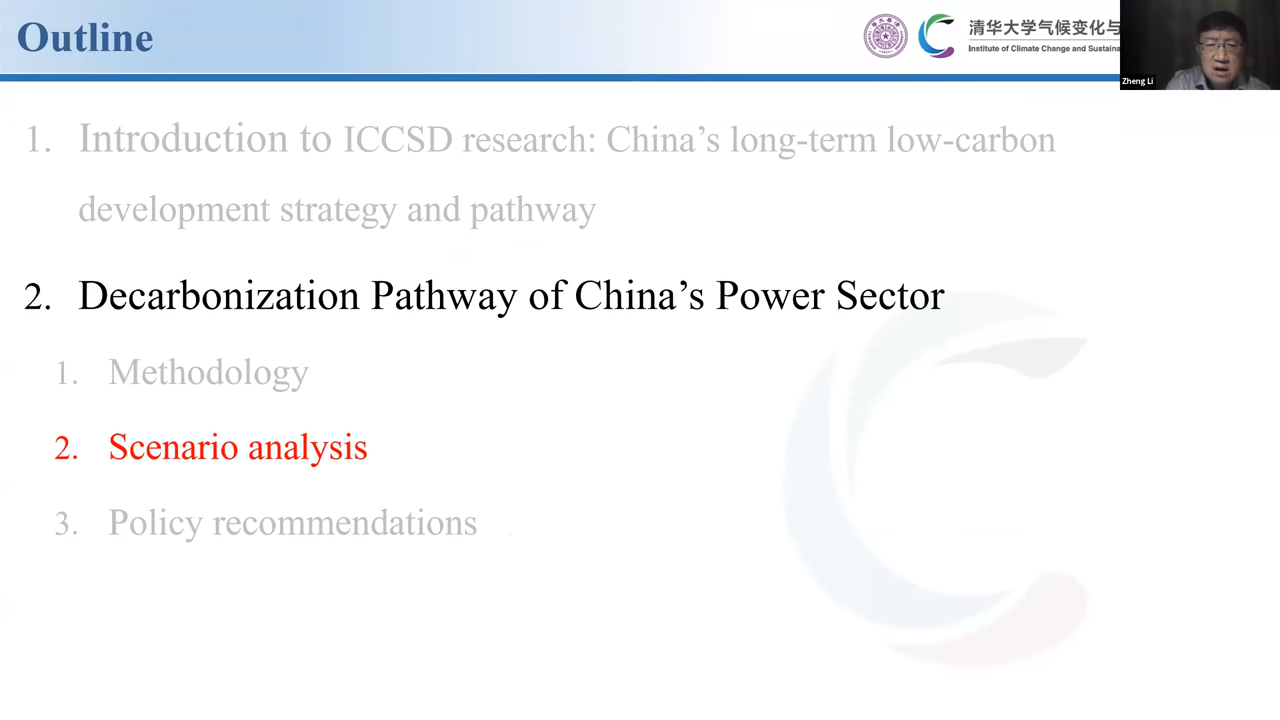 Outline
清华大学气候变化与
Institute of Climate Change and Sustaina
Zheng Li
1. Introduction to ICCSD research: China’s long-term low-carbon
development strategy and pathway
2. Decarbonization Pathway of China’s Power Sector
1. Methodology
2. Scenario analysis
3. Policy recommendations